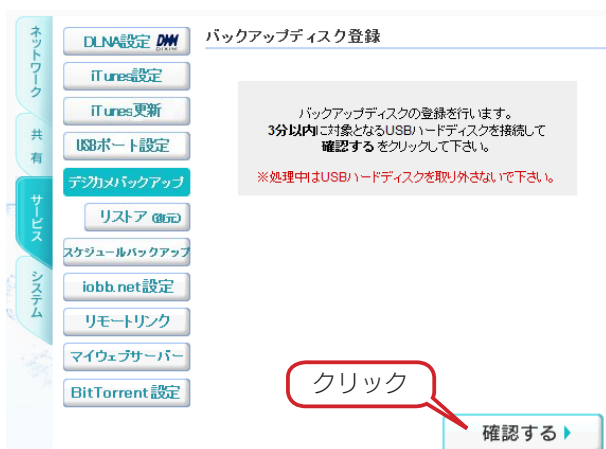 ネットワーク
共有
サービス
システム
DLNA設定
iTunes設定
iTunes更新
USBポート設定
デジカメバックアップ
リストア(復元)
スケジュールバックアップ
iobb.net設定
リモートリンク
マイウェブサーバー
BitTorrent設定
バックアップディスク登録
バックアップディスクの登録を行います。
3分以内に対象となるUSBハードディスクを接続して
確認する をクリックして下さい。
※処理中はUSBハードディスクを取り外さないで下さい。
クリック
確認する